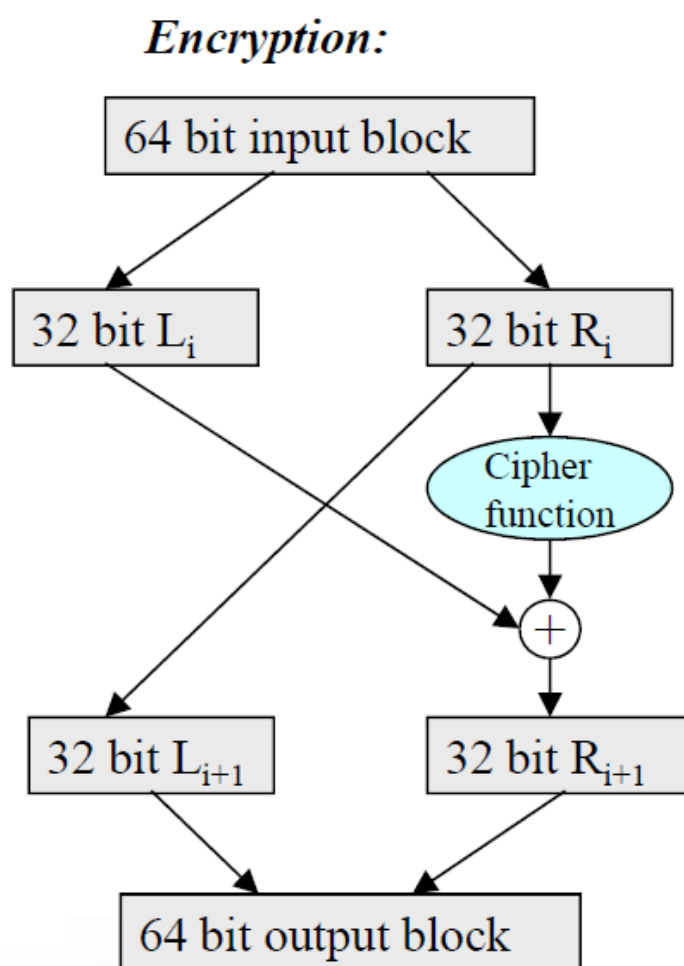 Encryption:
64 bit input block
32 bit Lᵢ
32 bit Rᵢ
Cipher
function
+
32 bit Lᵢ₊₁
32 bit Rᵢ₊₁
64 bit output block